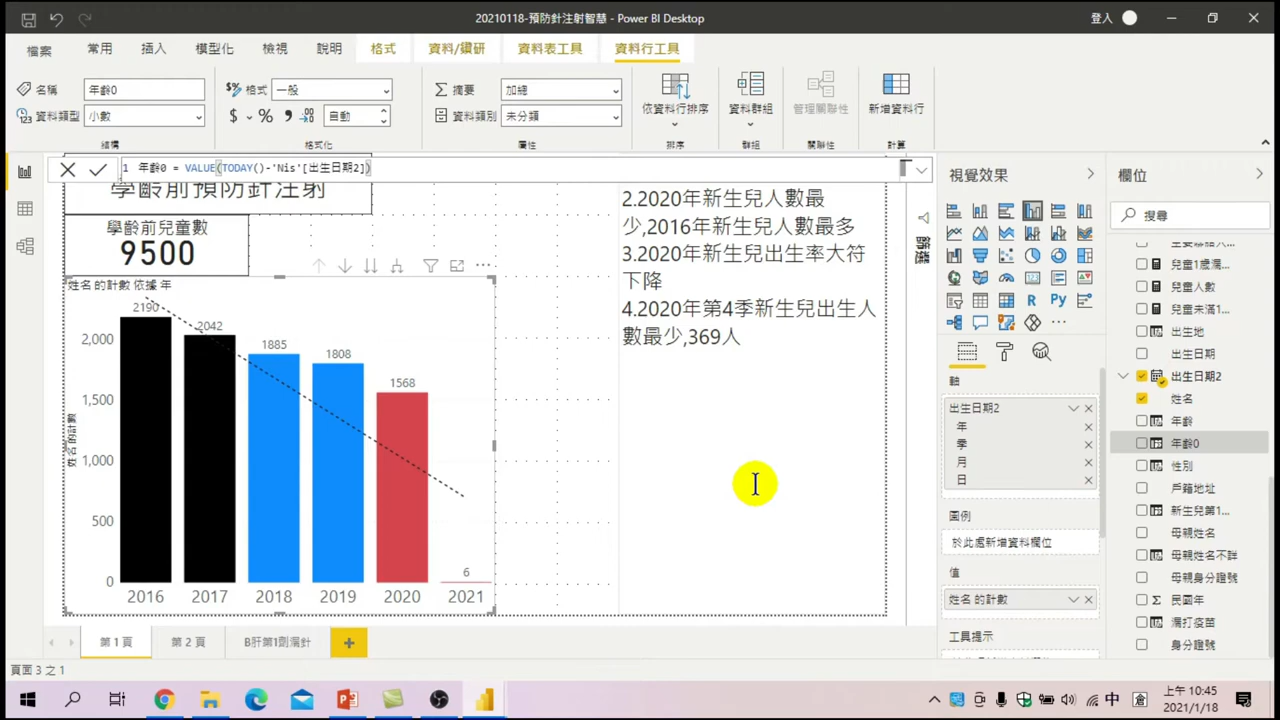 20210118-預防針注射智慧 - Power BI Desktop
登入
檔案
常用
插入
模型化
檢視
說明
格式
資料/鑽研
資料表工具
資料行工具
名稱
年齡0
格式
一般
摘要
加總
資料類型
小數
$
%
自動
資料類別
未分類
依資料行排序
資料群組
管理關聯性
新增資料行
結構
格式化
屬性
排序
群組
關聯性
計算
1 年齡0 = VALUE(TODAY()-'Nis'[出生日期2])
學齡前預防針注射
學齡前兒童數
9500
姓名 的計數 依據 年
2190
2042
1885
1808
1568
6
2,000
1,500
1,000
500
0
姓名 的計數
2016
2017
2018
2019
2020
2021
2.2020年新生兒人數最
少,2016年新生兒人數最多
3.2020年新生兒出生率大符
下降
4.2020年第4季新生兒出生人
數最少,369人
篩選
視覺效果
R
Py
軸
出生日期2
年
季
月
日
圖例
於此處新增資料欄位
值
姓名 的計數
工具提示
欄位
搜尋
主要聯絡人...
兒童1歲濡...
兒童人數
兒童未滿1...
出生地
出生日期
出生日期2
姓名
年齡
年齡0
性別
戶籍地址
新生兒第1...
母親姓名
母親姓名不詳
母親身分證號
民國年
濡打疫苗
身分證號
第 1 頁
第 2 頁
B肝第1劑濡針
頁面 3 之 1
中
倉
上午 10:45
2021/1/18